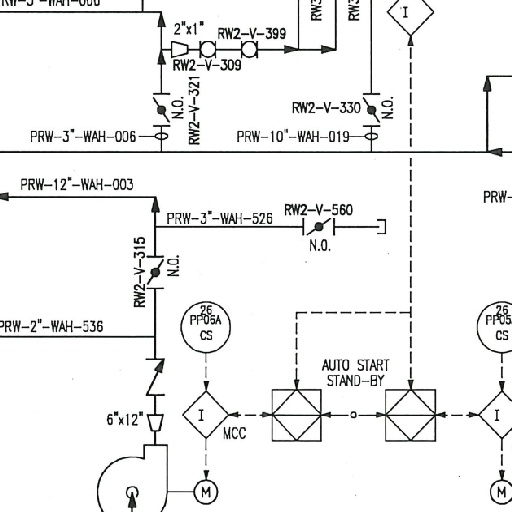 2"x1"
RW2-V-399
RW2-V-309
RW2-V-321
N.O.
RW2-V-330
N.O.
I
PRW-3"-WAH-006
PRW-10"-WAH-019
PRW-12"-WAH-003
PRW-3"-WAH-526
RW2-V-560
N.O.
PRW-
RW2-V-315
N.O.
PRW-2"-WAH-536
26
PP06A
CS
26
CS
AUTO START
STAND-BY
6"x12"
I
MCC
I
M
M